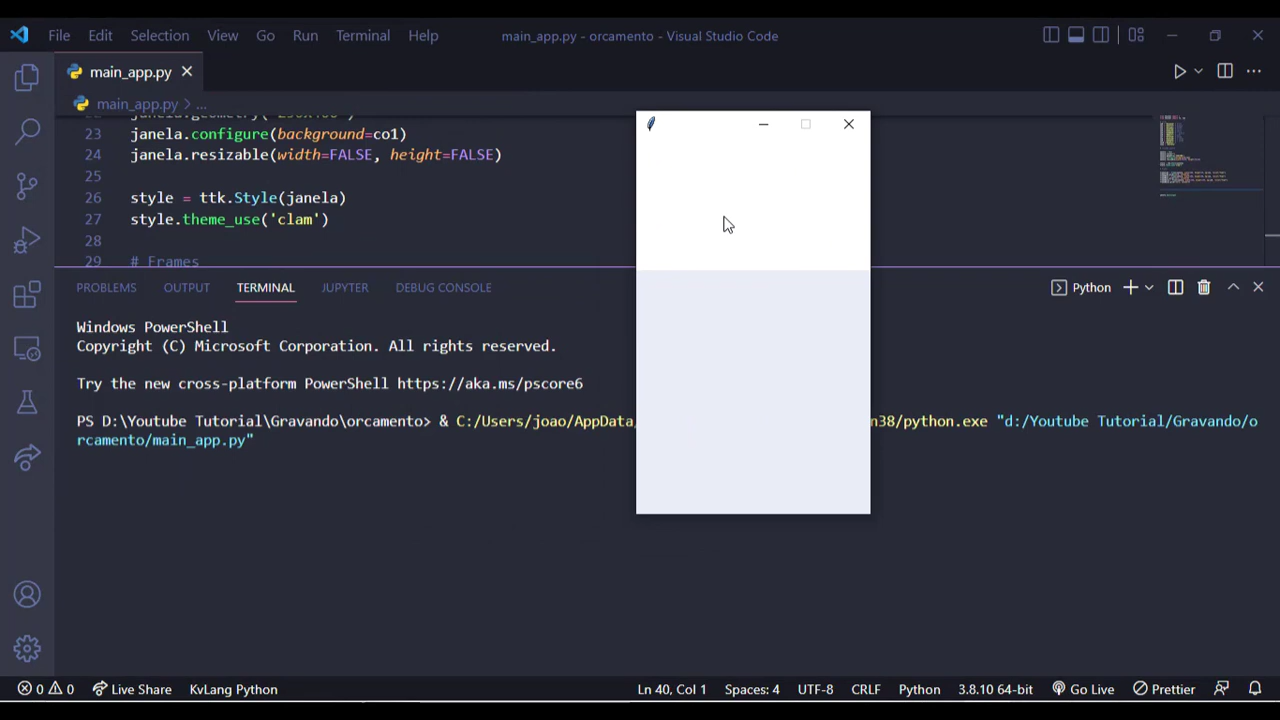 File Edit Selection View Go Run Terminal Help
main_app.py - orcamento - Visual Studio Code
main_app.py
main_app.py > ...
23 janela.configure(background=co1)
24 janela.resizable(width=FALSE, height=FALSE)
25
26 style = ttk.Style(janela)
27 style.theme_use('clam')
28
29 # Frames
PROBLEMS OUTPUT TERMINAL JUPYTER DEBUG CONSOLE
Python
Windows PowerShell
Copyright (C) Microsoft Corporation. All rights reserved.
Try the new cross-platform PowerShell https://aka.ms/pscore6
PS D:\Youtube Tutorial\Gravando\orcamento> & C:/Users/joao/AppData/ n38/python.exe "d:/Youtube Tutorial/Gravando/o
rcamento/main_app.py"
0 0 Live Share KvLang Python Ln 40, Col 1 Spaces: 4 UTF-8 CRLF Python 3.8.10 64-bit Go Live Prettier